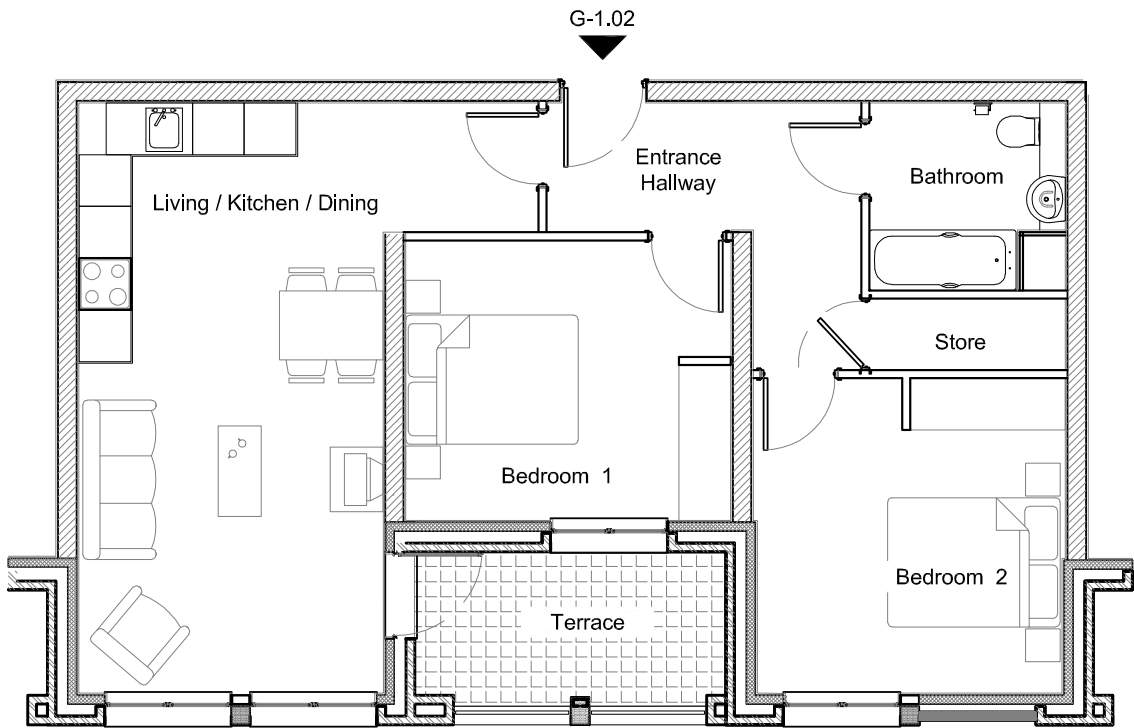 G-1.02
Entrance
Hallway
Bathroom
Living / Kitchen / Dining
Store
Bedroom 1
Bedroom 2
Terrace